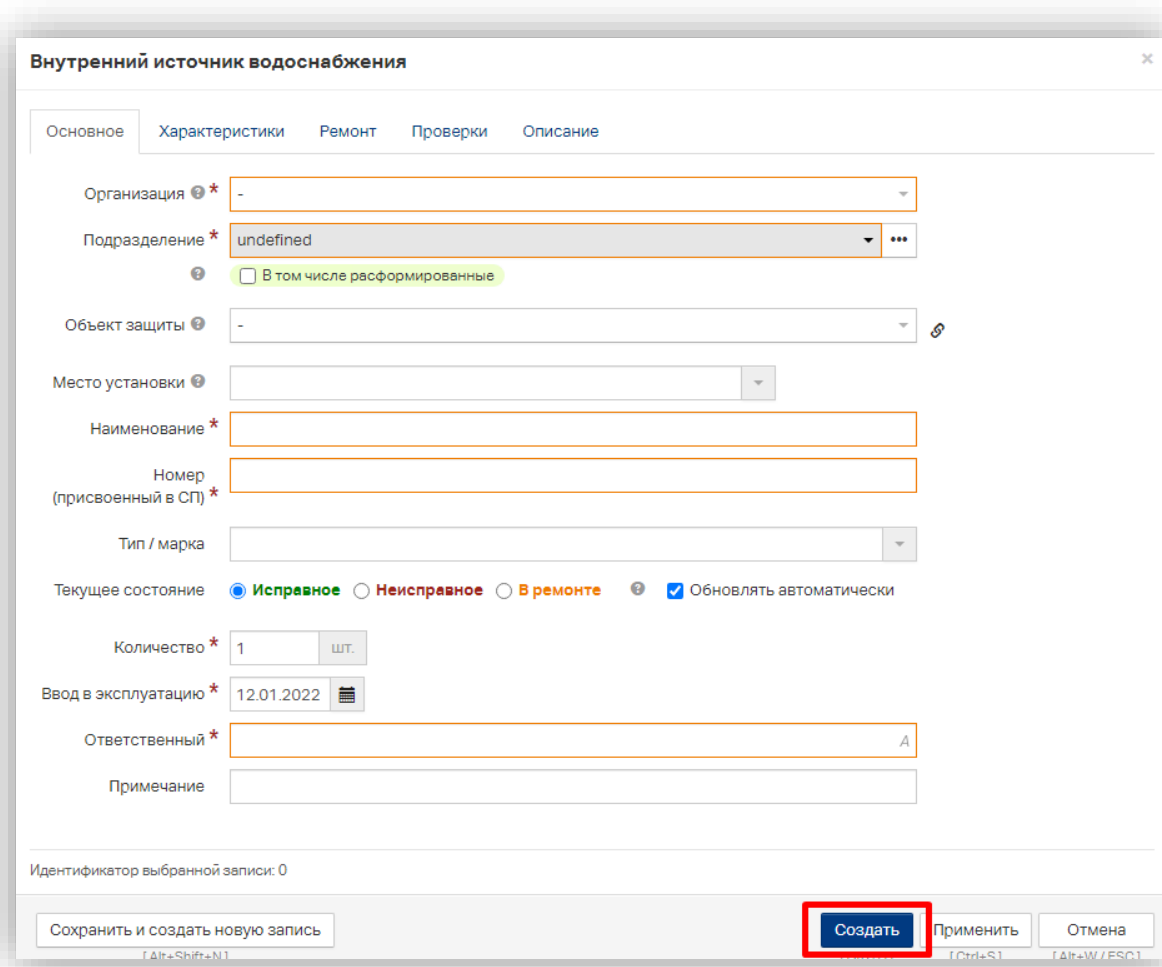 Внутренний источник водоснабжения ×
Основное Характеристики Ремонт Проверки Описание
Организация ? * -
Подразделение * undefined •••
? В том числе расформированные
Объект защиты ? -
Место установки ?
Наименование *
Номер
(присвоенный в СП) *
Тип / марка
Текущее состояние Исправное Неисправное В ремонте ? Обновлять автоматически
Количество * 1 шт.
Ввод в эксплуатацию * 12.01.2022
Ответственный * A
Примечание
Идентификатор выбранной записи: 0
Сохранить и создать новую запись Создать Применить Отмена
[Alt+Shift+N] [Ctrl+S] [Alt+W / ESC]